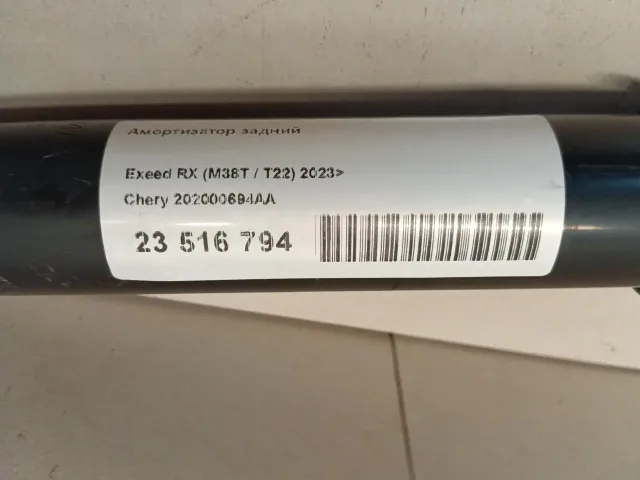 Амортизатор задний
Exeed RX (M38T / T22) 2023>
Chery 202000694AA
23 516 794